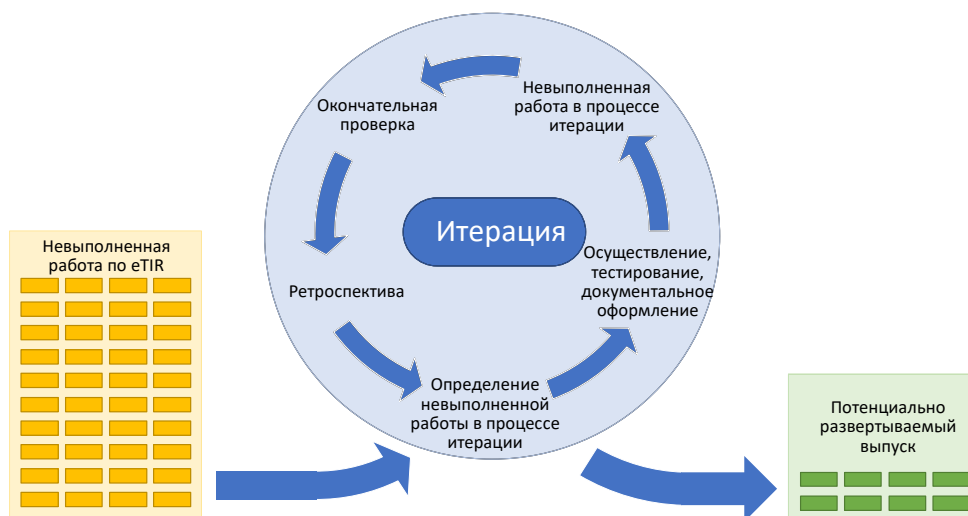 Невыполненная
работа в процессе
итерации
Окончательная
проверка
Итерация
Невыполненная
работа по eTIR
Осуществление,
тестирование,
документальное
оформление
Ретроспектива
Определение
невыполненной
работы в процессе
итерации
Потенциально
развертываемый
выпуск